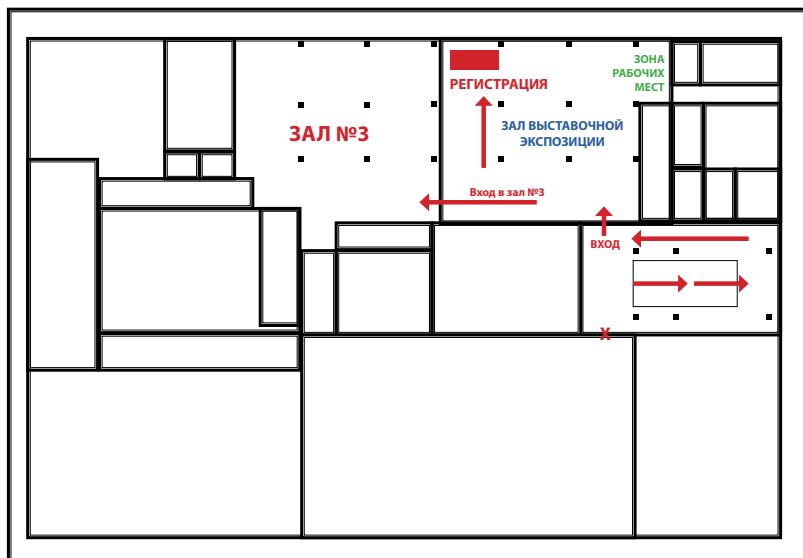 ЗОНА
РАБОЧИХ
МЕСТ
РЕГИСТРАЦИЯ
ЗАЛ №3
ЗАЛ ВЫСТАВОЧНОЙ
ЭКСПОЗИЦИИ
Вход в зал №3
ВХОД
X